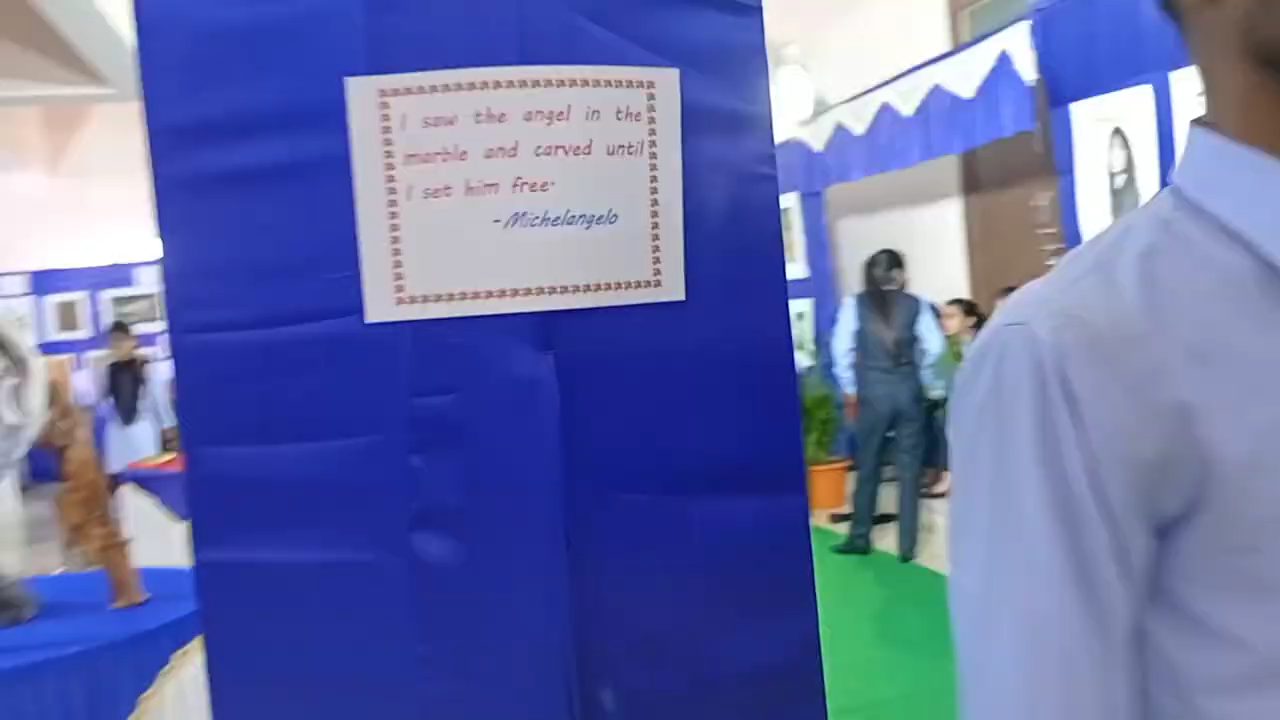 I saw the angel in the
marble and carved until
I set him free.
-Michelangelo